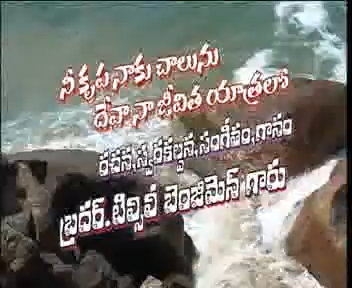 నీ కృప నాకు చాలును
దేవా నా జీవిత యాత్రలో
రచన,స్వరకల్పన,సంగీతం,గానం
బ్రదర్.టిల్సివీ బెంజిమెన్ గారు